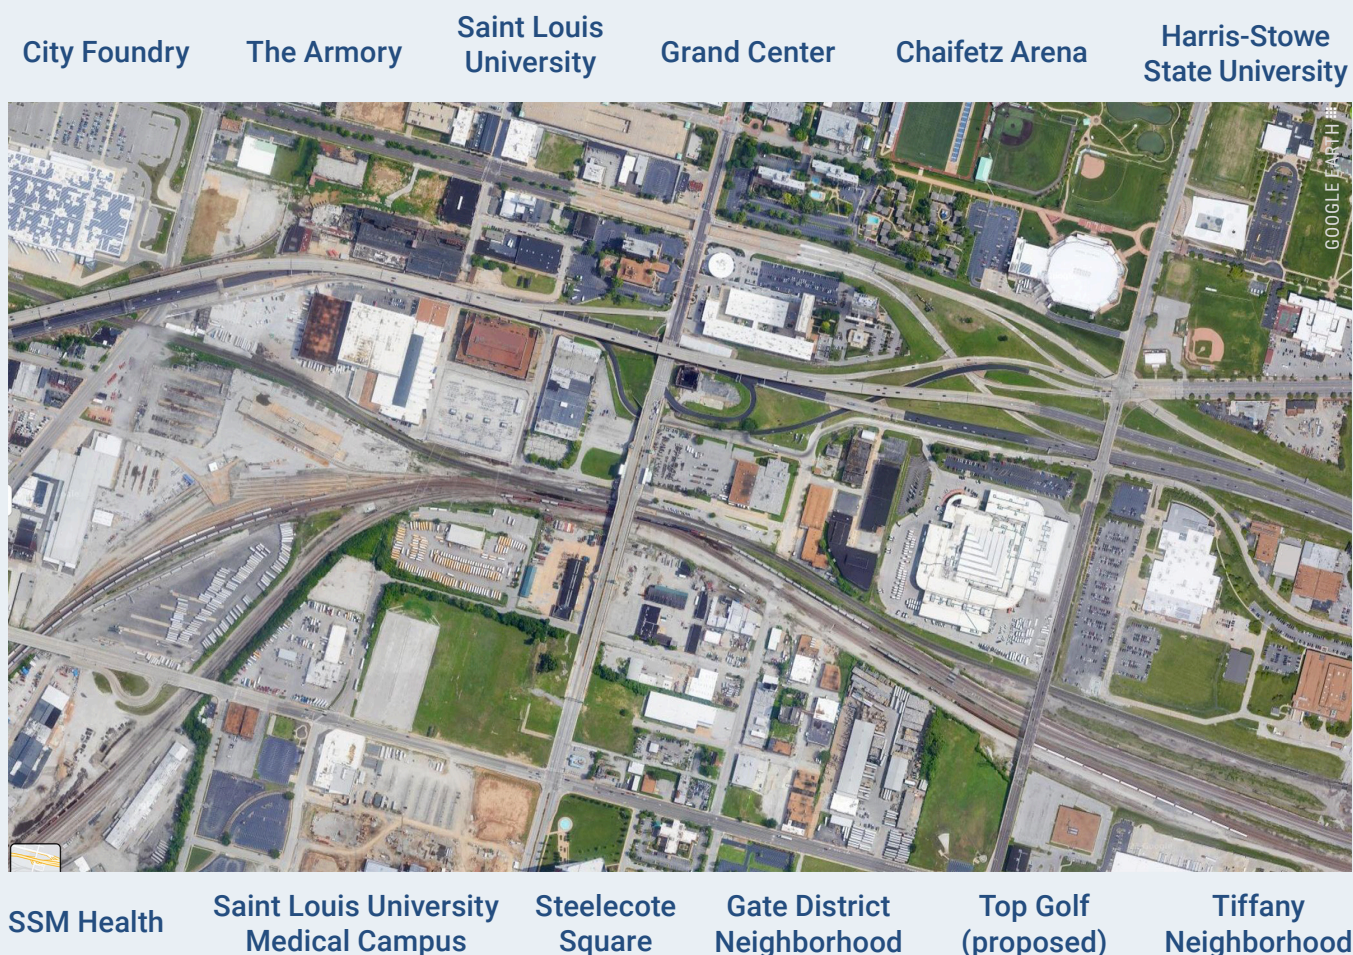 City Foundry
The Armory
Saint Louis
University
Grand Center
Chaifetz Arena
Harris-Stowe
State University
GOOGLE EARTH
SSM Health
Saint Louis University
Medical Campus
Steelecote
Square
Gate District
Neighborhood
Top Golf
(proposed)
Tiffany
Neighborhood